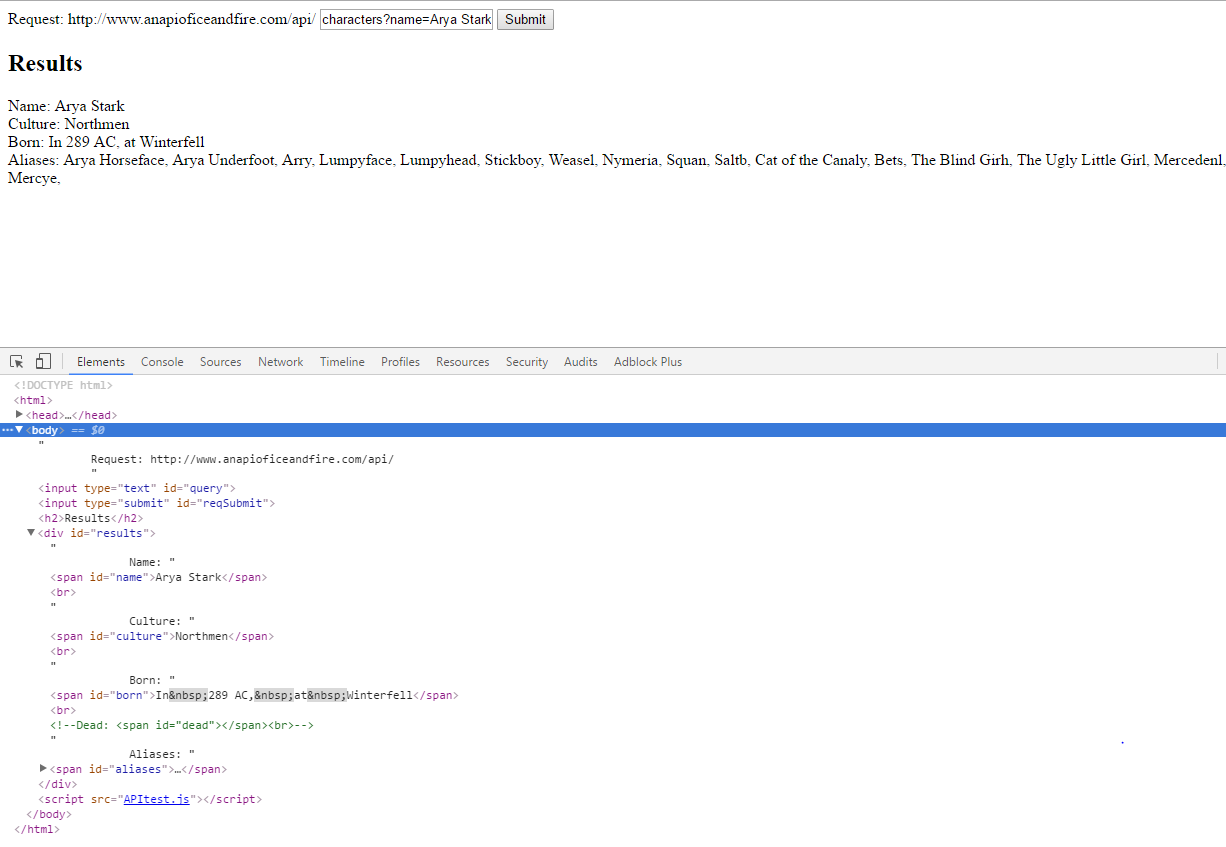 Request: http://www.anapioficeandfire.com/api/ characters?name=Arya Stark Submit
Results
Name: Arya Stark
Culture: Northmen
Born: In 289 AC, at Winterfell
Aliases: Arya Horseface, Arya Underfoot, Arry, Lumpyface, Lumpyhead, Stickboy, Weasel, Nymeria, Squan, Saltb, Cat of the Canaly, Bets, The Blind Girh, The Ugly Little Girl, Mercedenl,
Mercye,
Elements Console Sources Network Timeline Profiles Resources Security Audits Adblock Plus
<!DOCTYPE html>
<html>
<head>…</head>
<body> == $0
"
Request: http://www.anapioficeandfire.com/api/
"
<input type="text" id="query">
<input type="submit" id="reqSubmit">
<h2>Results</h2>
<div id="results">
"
Name: "
<span id="name">Arya Stark</span>
<br>
"
Culture: "
<span id="culture">Northmen</span>
<br>
"
Born: "
<span id="born">In&nbsp;289 AC,&nbsp;at&nbsp;Winterfell</span>
<br>
<!--Dead: <span id="dead"></span><br>-->
"
Aliases: "
<span id="aliases">…</span>
</div>
<script src="APItest.js"></script>
</body>
</html>